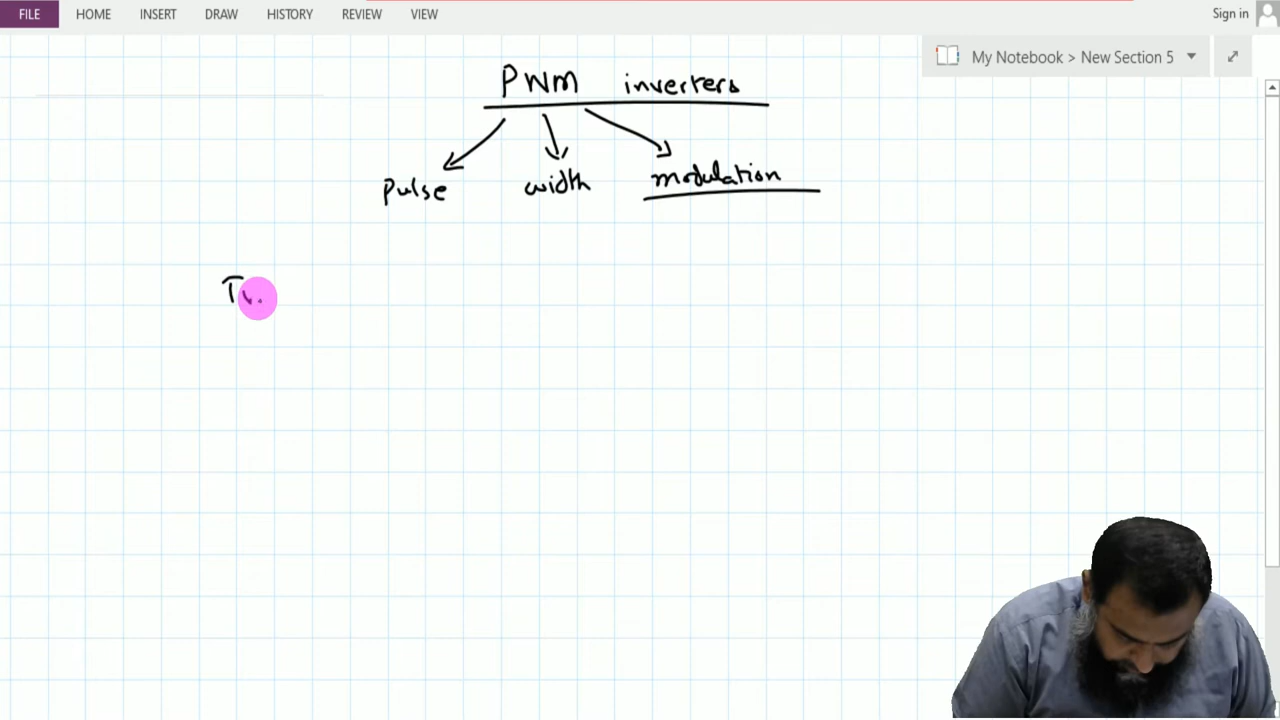 FILE HOME INSERT DRAW HISTORY REVIEW VIEW Sign in
My Notebook > New Section 5
PWM inverters
Pulse width modulation